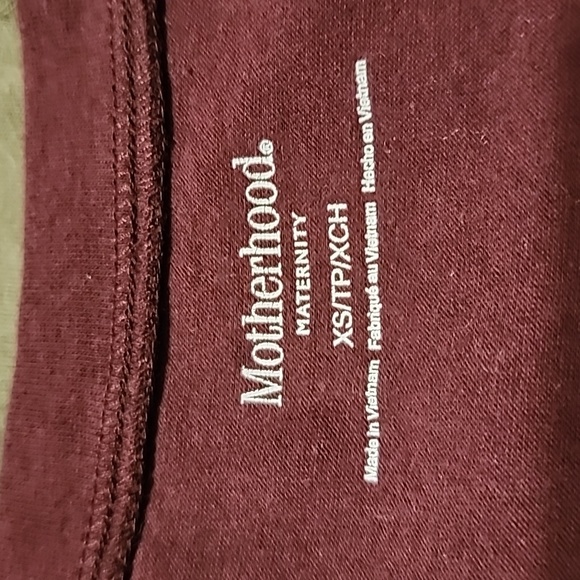 Motherhood®
MATERNITY
XS/TP/XCH
Made in Vietnam Fabriqué au Vietnam Hecho en Vietnam